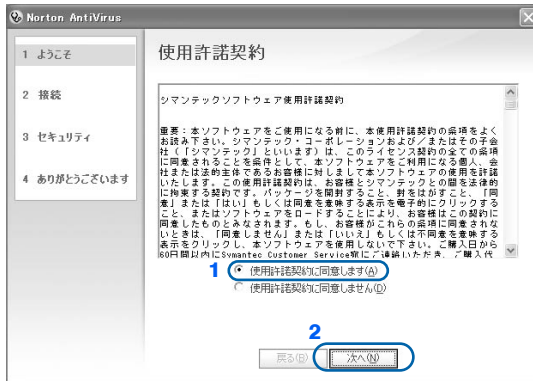 Norton AntiVirus
1 ようこそ
2 接続
3 セキュリティ
4 ありがとうございます
使用許諾契約
シマンテックソフトウェア使用許諾契約
重要：本ソフトウェアをご使用になる前に、本使用許諾契約の条項をよく
お読み下さい。シマンテック・コーポレーションおよび／またはその子会
社（「シマンテック」といいます）は、このライセンス契約の全ての条項
に同意されることを条件として、本ソフトウェアをご利用になる個人、会
社または法的主体であるお客様に対しまして本ソフトウェアの使用を許諾
いたします。この使用許諾契約は、お客様とシマンテックとの間を法律的
に拘束する契約です。パッケージを開封すること、封をはがすこと、「同
意」または「はい」もしくは同意を意味する表示を電子的にクリックする
こと、またはソフトウェアをロードすることにより、お客様はこの契約に
同意したものとみなされます。もし、お客様がこれらの条項に同意されな
いときは、「同意しません」または「いいえ」もしくは不同意を意味する
表示をクリックし、本ソフトウェアを使用しないで下さい。ご購入日から
60日間以内にSymantec Customer Service宛にご連絡いただき、ご購入代
1
使用許諾契約に同意します(A)
使用許諾契約に同意しません(D)
2
戻る(B)
次へ(N)